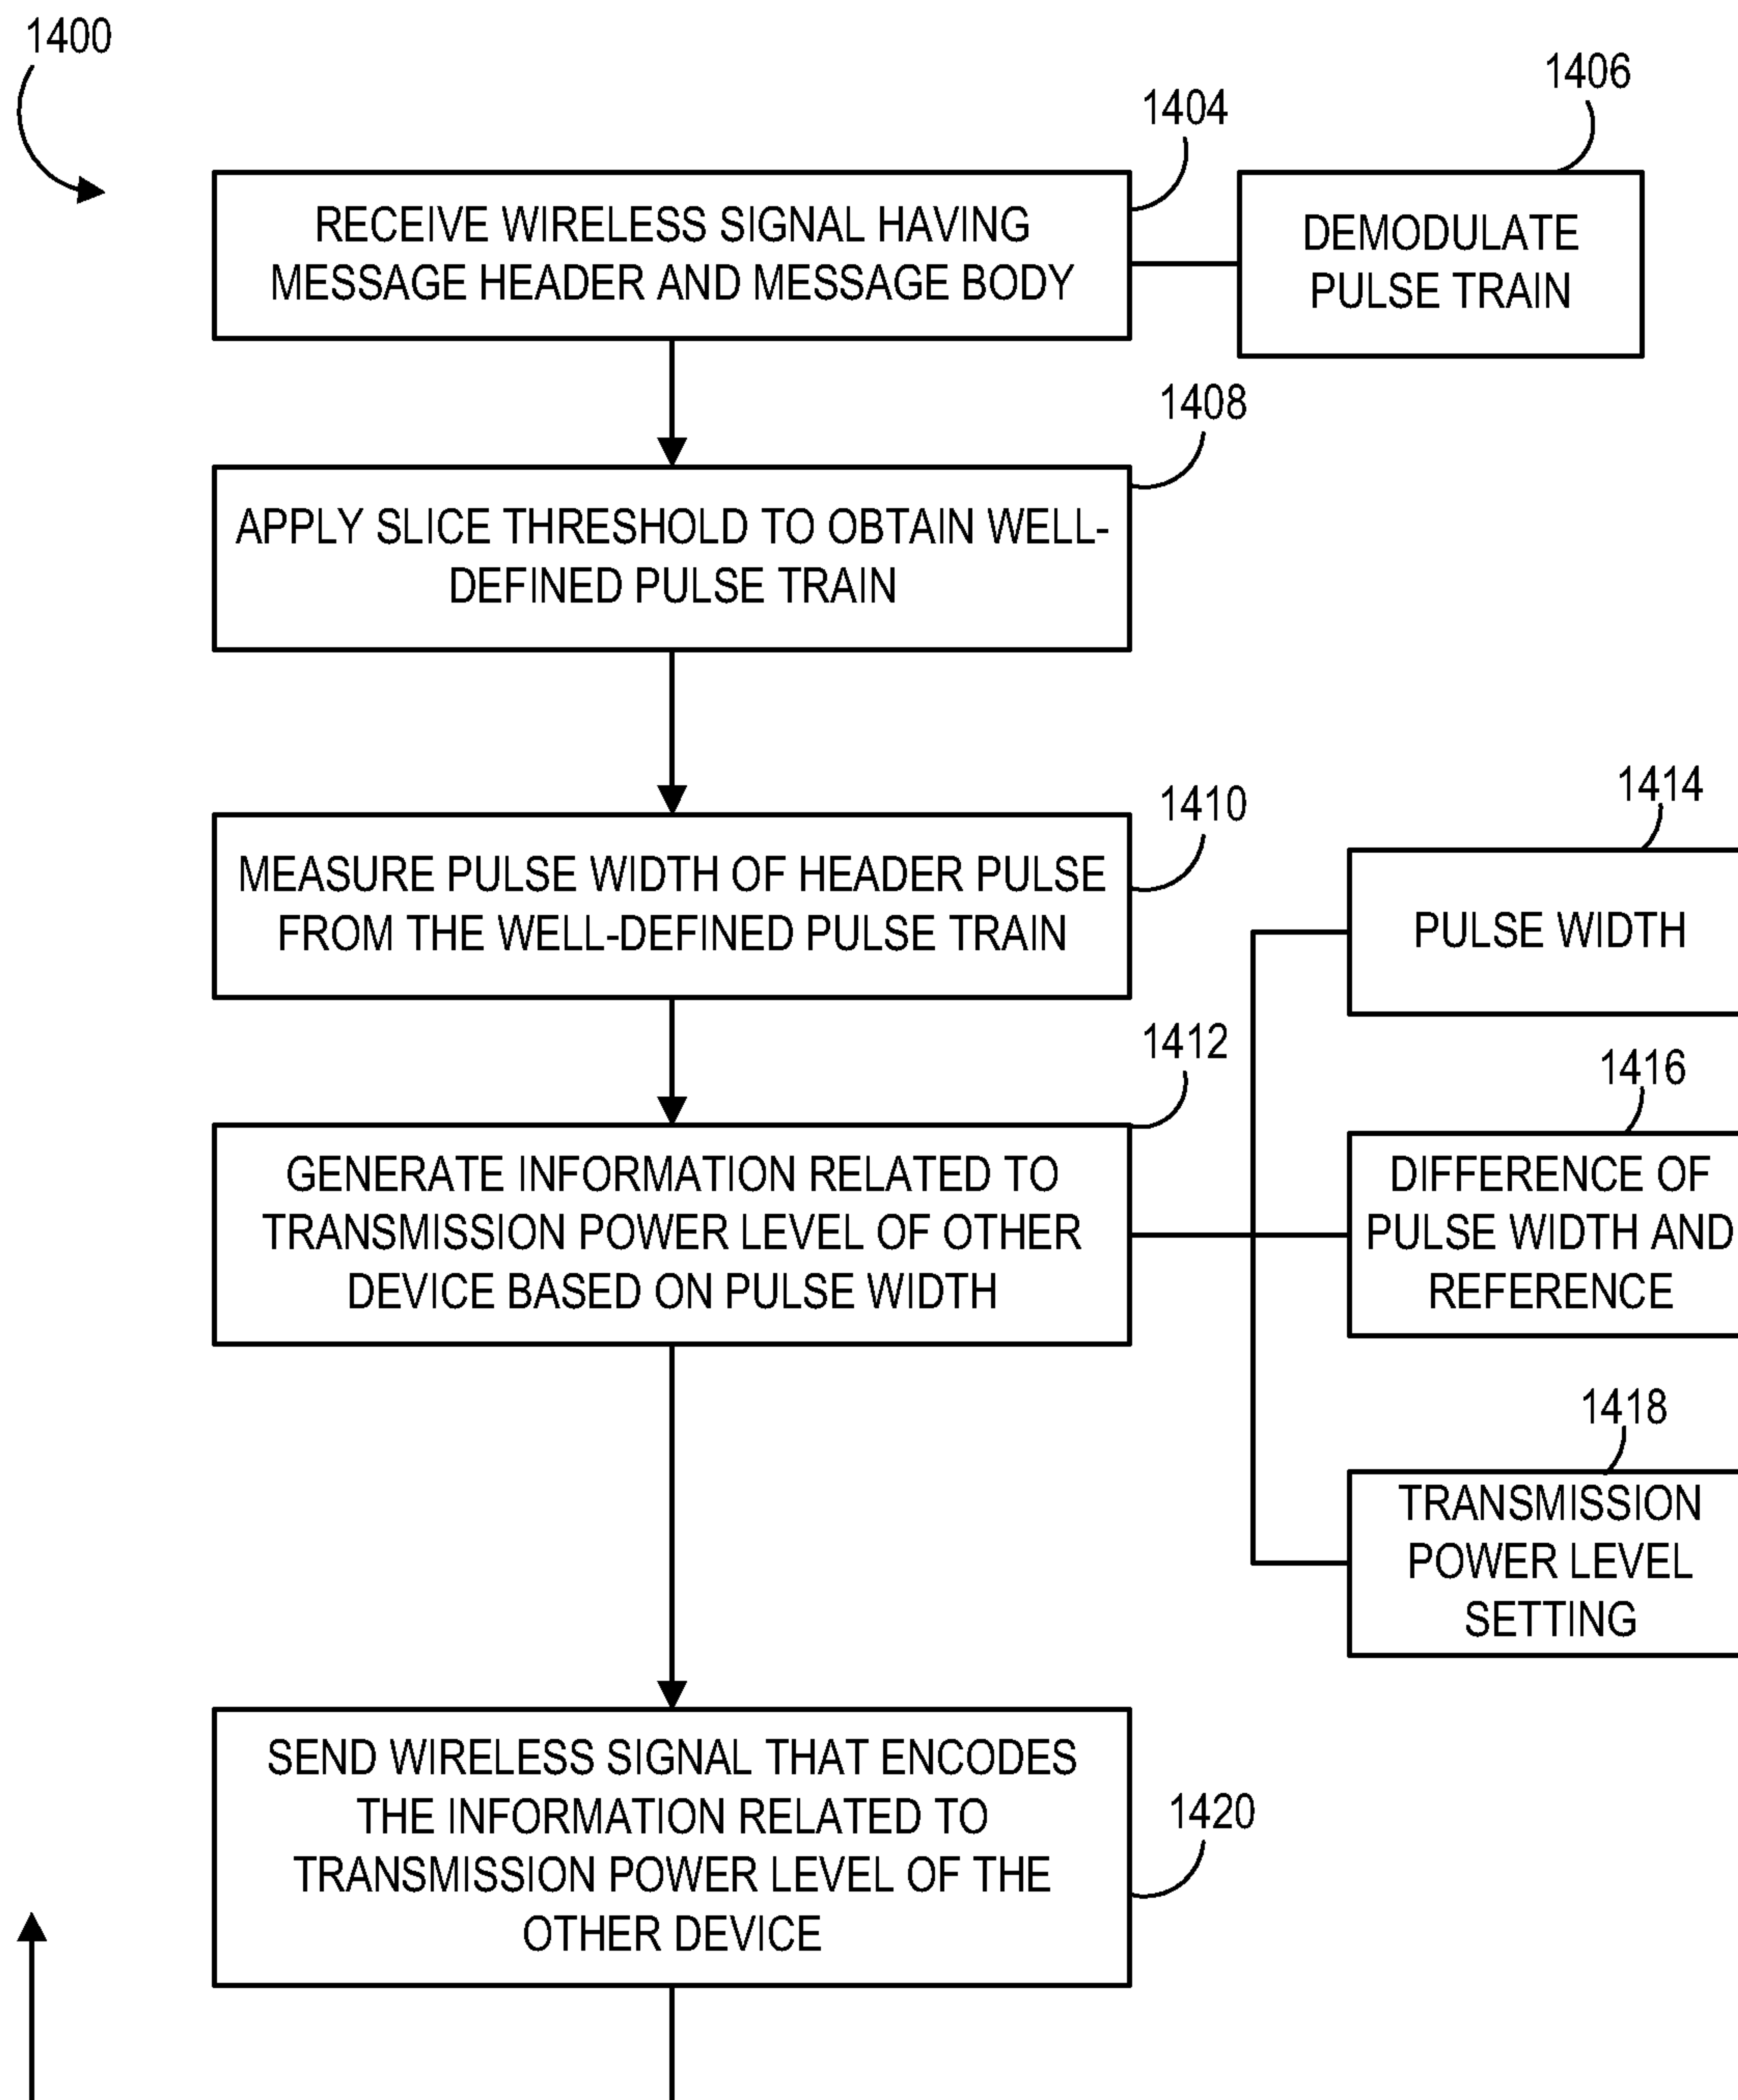 1400
1404
1406
RECEIVE WIRELESS SIGNAL HAVING
MESSAGE HEADER AND MESSAGE BODY
DEMODULATE
PULSE TRAIN
1408
APPLY SLICE THRESHOLD TO OBTAIN WELL-
DEFINED PULSE TRAIN
1410
MEASURE PULSE WIDTH OF HEADER PULSE
FROM THE WELL-DEFINED PULSE TRAIN
1414
PULSE WIDTH
1412
GENERATE INFORMATION RELATED TO
TRANSMISSION POWER LEVEL OF OTHER
DEVICE BASED ON PULSE WIDTH
1416
DIFFERENCE OF
PULSE WIDTH AND
REFERENCE
1418
TRANSMISSION
POWER LEVEL
SETTING
SEND WIRELESS SIGNAL THAT ENCODES
THE INFORMATION RELATED TO
TRANSMISSION POWER LEVEL OF THE
OTHER DEVICE
1420